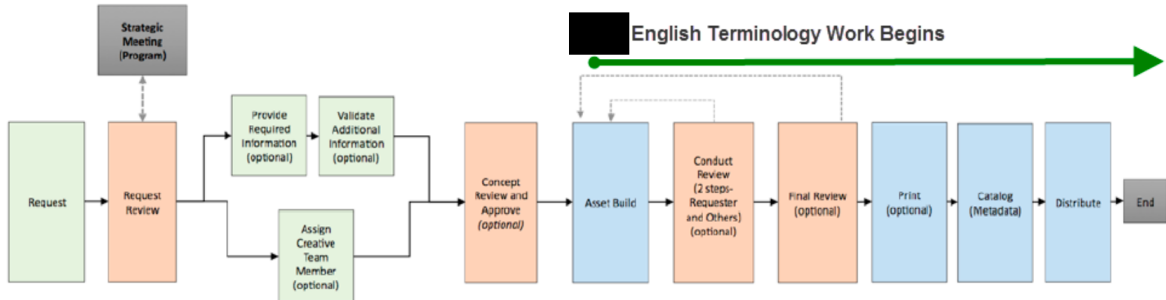 Strategic
Meeting
(Program)
English Terminology Work Begins
Provide
Required
Information
(optional)
Validate
Additional
Information
(optional)
Request
Request
Review
Assign
Creative
Team
Member
(optional)
Concept
Review and
Approve
(optional)
Asset Build
Conduct
Review
(2 steps-
Requester
and Others)
(optional)
Final Review
(optional)
Print
(optional)
Catalog
(Metadata)
Distribute
End